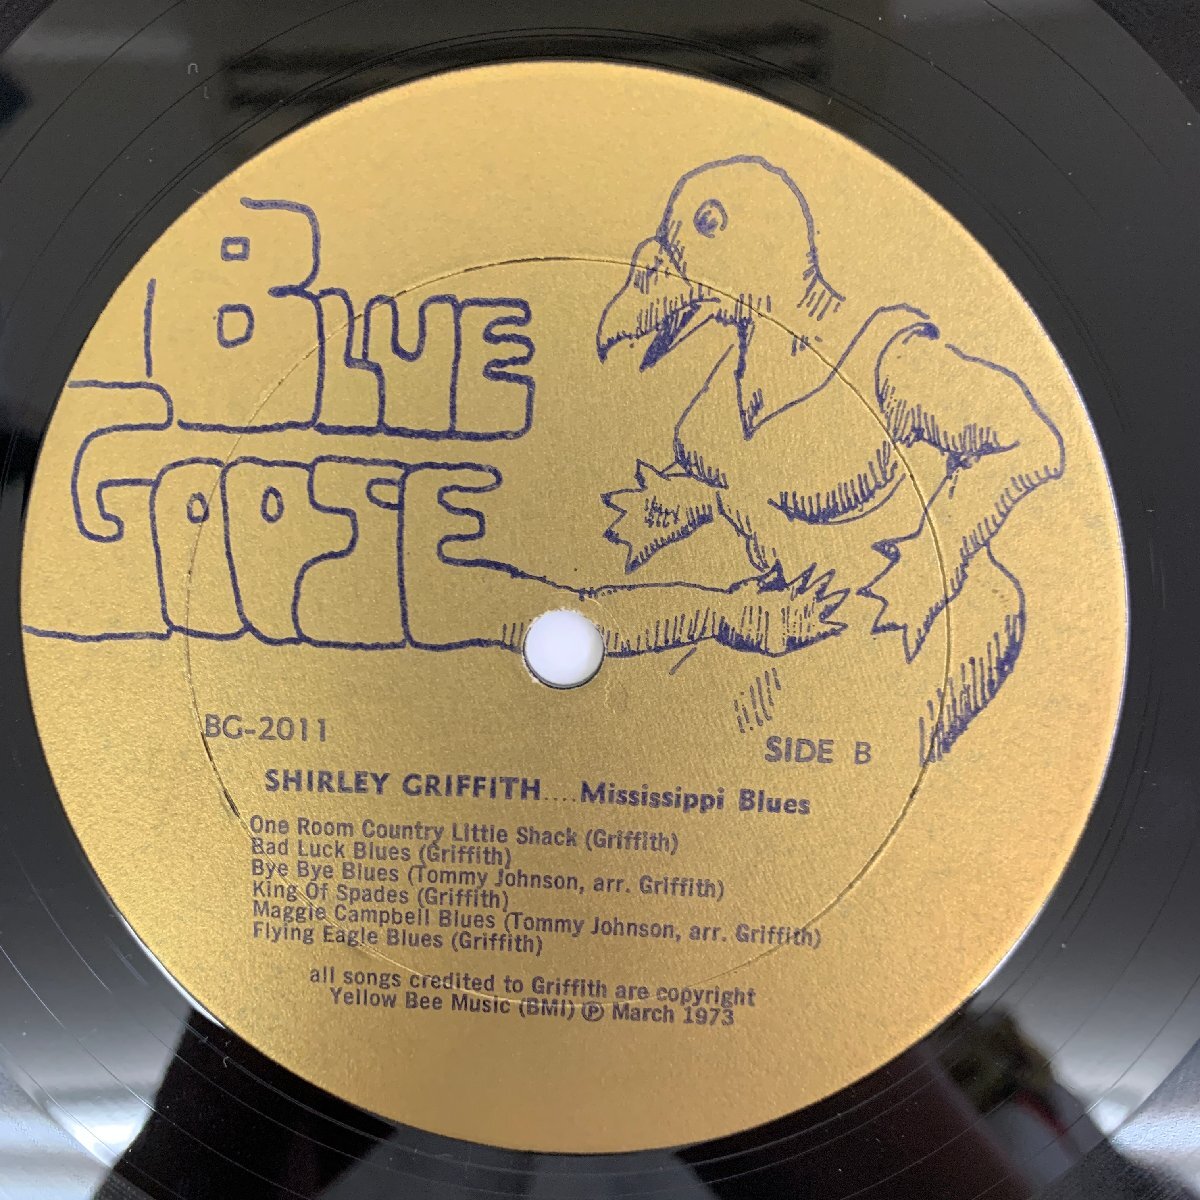 BLUE
GOOSE
BG-2011
SIDE B
SHIRLEY GRIFFITH....Mississippi Blues
One Room Country Little Shack (Griffith)
Bad Luck Blues (Griffith)
Bye Bye Blues (Tommy Johnson, arr. Griffith)
King Of Spades (Griffith)
Maggie Campbell Blues (Tommy Johnson, arr. Griffith)
Flying Eagle Blues (Griffith)
all songs credited to Griffith are copyright
Yellow Bee Music (BMI) ℗ March 1973